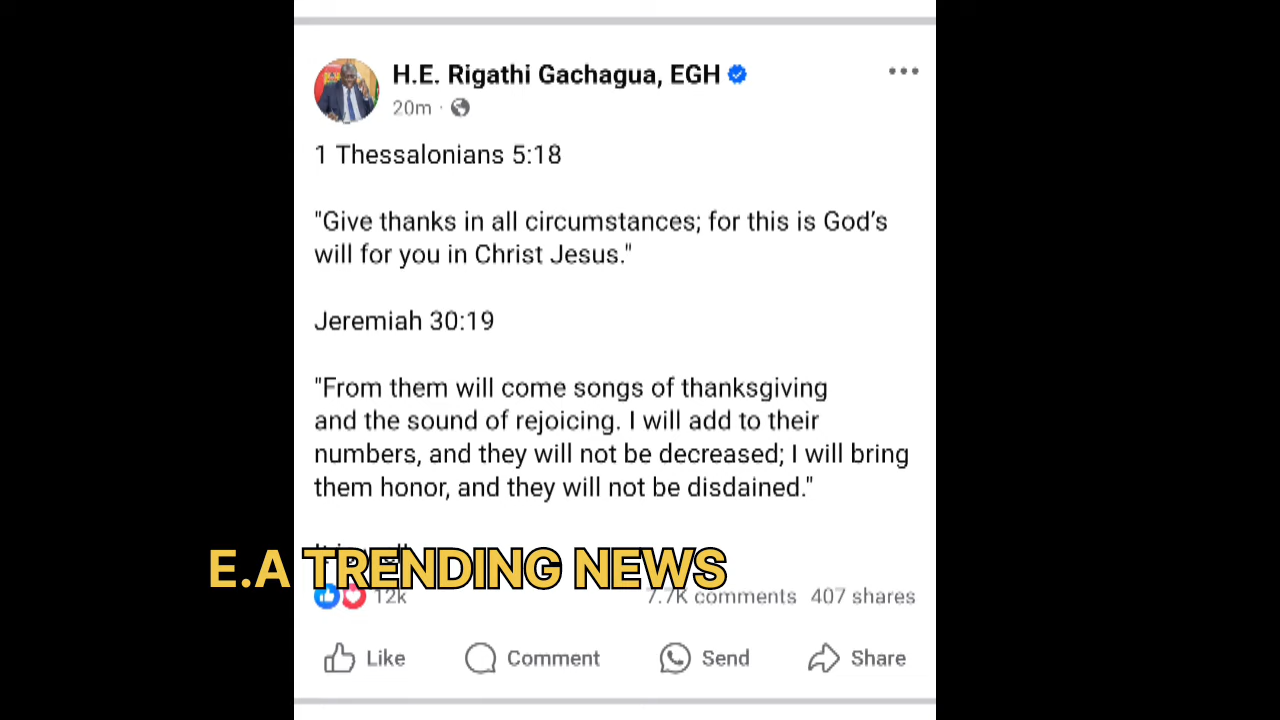 H.E. Rigathi Gachagua, EGH
20m ·
1 Thessalonians 5:18
"Give thanks in all circumstances; for this is God’s
will for you in Christ Jesus."
Jeremiah 30:19
"From them will come songs of thanksgiving
and the sound of rejoicing. I will add to their
numbers, and they will not be decreased; I will bring
them honor, and they will not be disdained."
E.A TRENDING NEWS
12k 7.7K comments 407 shares
Like Comment Send Share